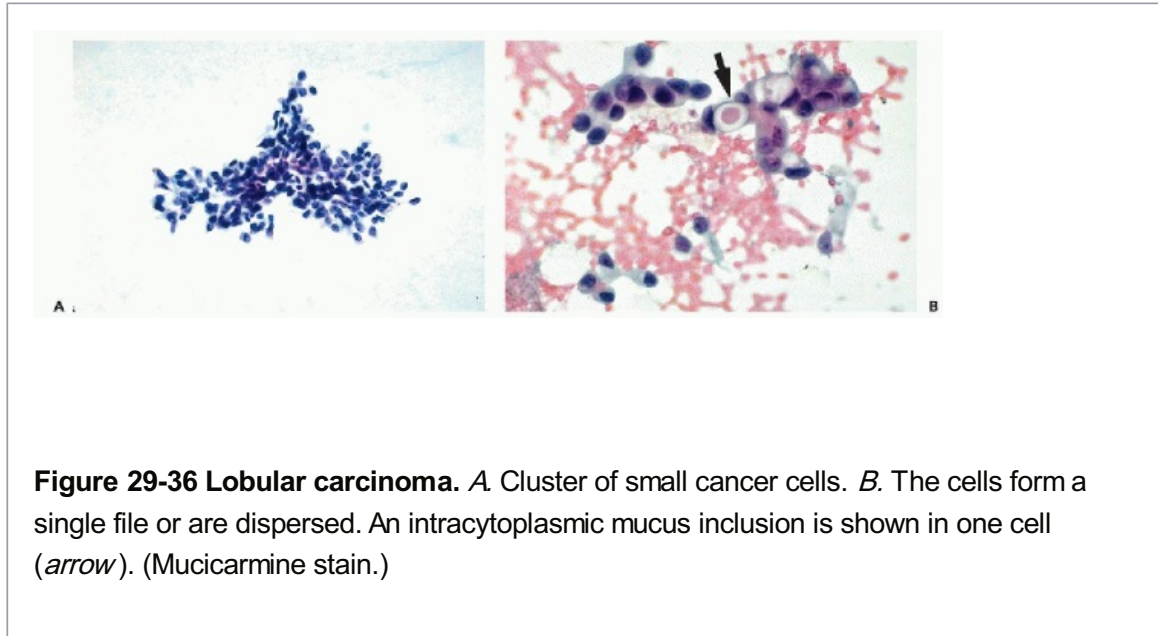 A
B
Figure 29-36 Lobular carcinoma. A. Cluster of small cancer cells. B. The cells form a
single file or are dispersed. An intracytoplasmic mucus inclusion is shown in one cell
(arrow). (Mucicarmine stain.)